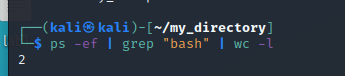 ┌──(kali㉿kali)-[~/my_directory]
└─$ ps -ef | grep "bash" | wc -l
2